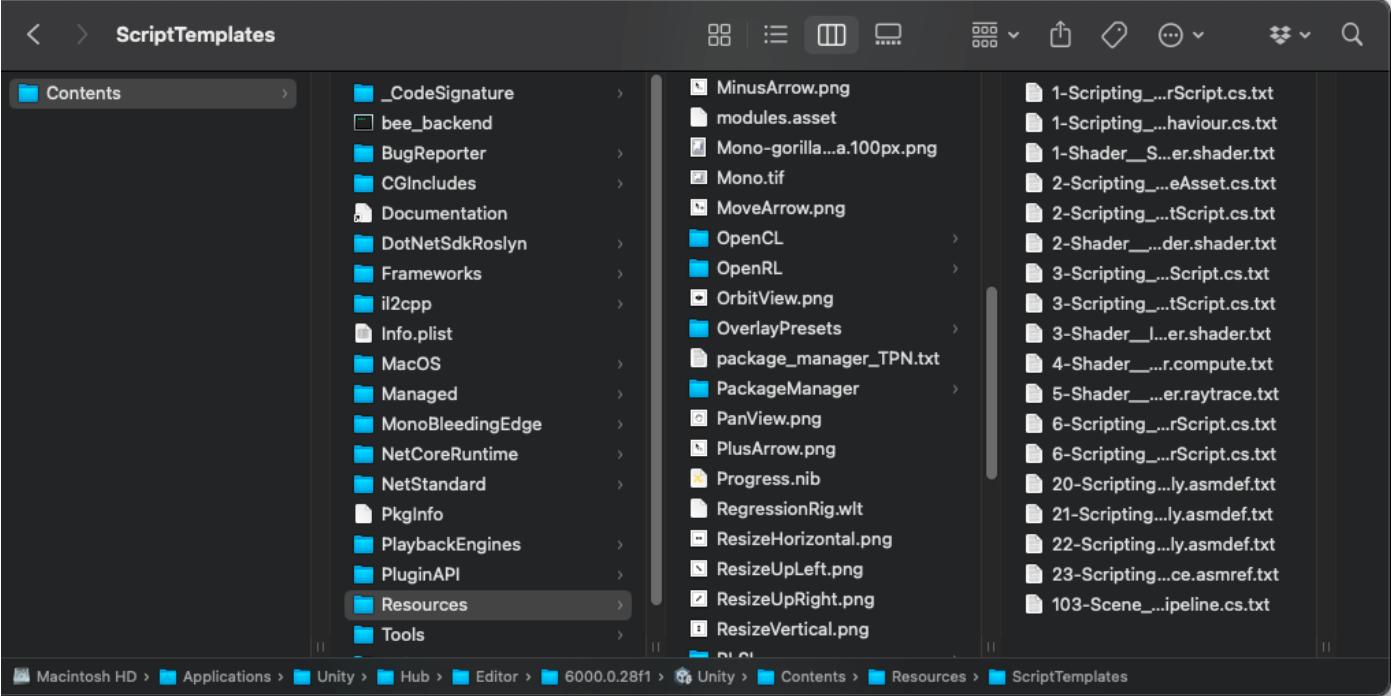 ScriptTemplates
Contents
_CodeSignature
bee_backend
BugReporter
CGIncludes
Documentation
DotNetSdkRoslyn
Frameworks
il2cpp
Info.plist
MacOS
Managed
MonoBleedingEdge
NetCoreRuntime
NetStandard
PkgInfo
PlaybackEngines
PluginAPI
Resources
Tools
MinusArrow.png
modules.asset
Mono-gorilla...a.100px.png
Mono.tif
MoveArrow.png
OpenCL
OpenRL
OrbitView.png
OverlayPresets
package_manager_TPN.txt
PackageManager
PanView.png
PlusArrow.png
Progress.nib
RegressionRig.wlt
ResizeHorizontal.png
ResizeUpLeft.png
ResizeUpRight.png
ResizeVertical.png
1-Scripting_...rScript.cs.txt
1-Scripting_...haviour.cs.txt
1-Shader__S...er.shader.txt
2-Scripting_...eAsset.cs.txt
2-Scripting_...tScript.cs.txt
2-Shader__...der.shader.txt
3-Scripting_...Script.cs.txt
3-Scripting_...tScript.cs.txt
3-Shader__I...er.shader.txt
4-Shader__...r.compute.txt
5-Shader__...er.raytrace.txt
6-Scripting_...rScript.cs.txt
6-Scripting_...rScript.cs.txt
20-Scripting...ly.asmdef.txt
21-Scripting...ly.asmdef.txt
22-Scripting...ly.asmdef.txt
23-Scripting...ce.asmref.txt
103-Scene_...ipeline.cs.txt
Macintosh HD › Applications › Unity › Hub › Editor › 6000.0.28f1 › Unity › Contents › Resources › ScriptTemplates